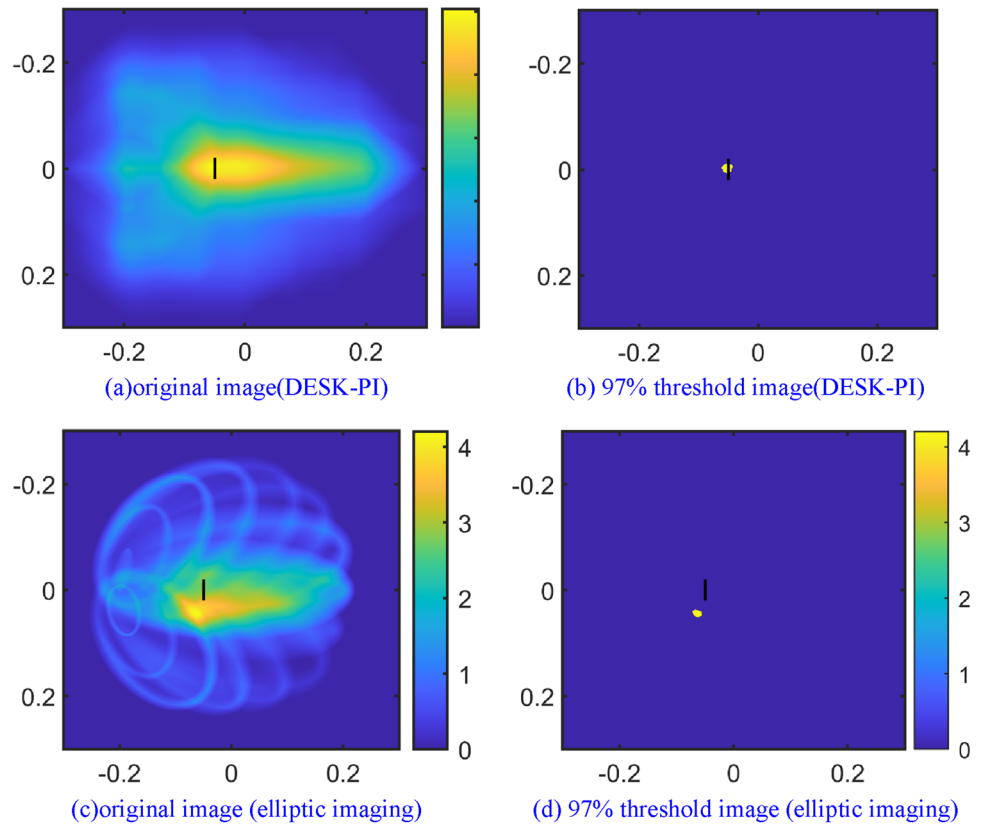 -0.2
0
0.2
-0.2 0 0.2
(a)original image(DESK-PI)
-0.2
0
0.2
-0.2 0 0.2
(b) 97% threshold image(DESK-PI)
-0.2
0
0.2
-0.2 0 0.2
4
3
2
1
0
(c)original image (elliptic imaging)
-0.2
0
0.2
-0.2 0 0.2
4
3
2
1
0
(d) 97% threshold image (elliptic imaging)